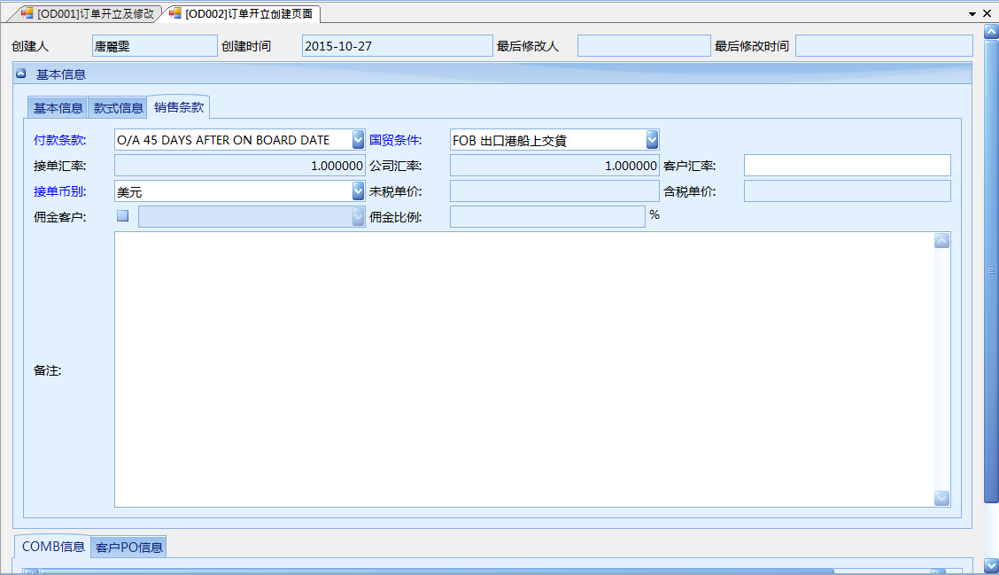 [OD001]订单开立及修改 [OD002]订单开立创建页面
创建人 唐麗雯 创建时间 2015-10-27 最后修改人 最后修改时间
基本信息
基本信息 款式信息 销售条款
付款条款: O/A 45 DAYS AFTER ON BOARD DATE 国贸条件: FOB 出口港船上交貨
接单汇率: 1.000000 公司汇率: 1.000000 客户汇率:
接单币别: 美元 未税单价: 含税单价:
佣金客户: 佣金比例: %
备注:
COMB信息 客户PO信息